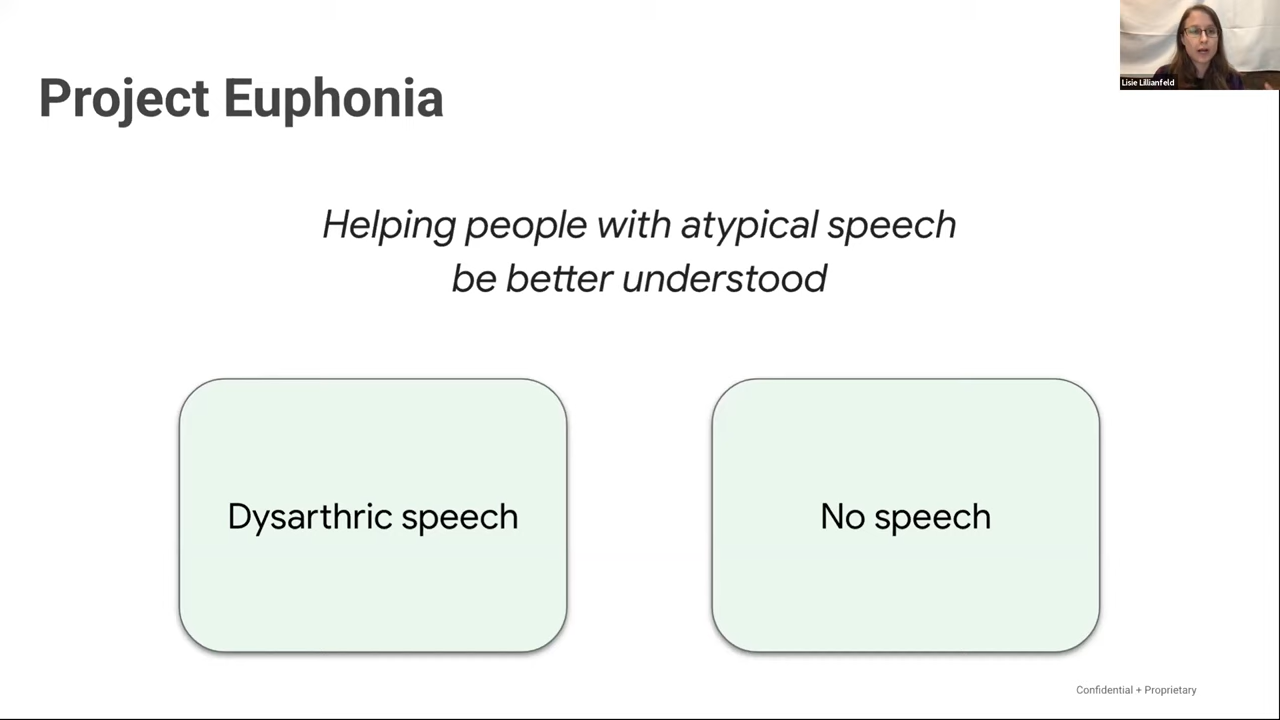 Project Euphonia
Lisie Lillianfeld
Helping people with atypical speech
be better understood
Dysarthric speech
No speech
Confidential + Proprietary